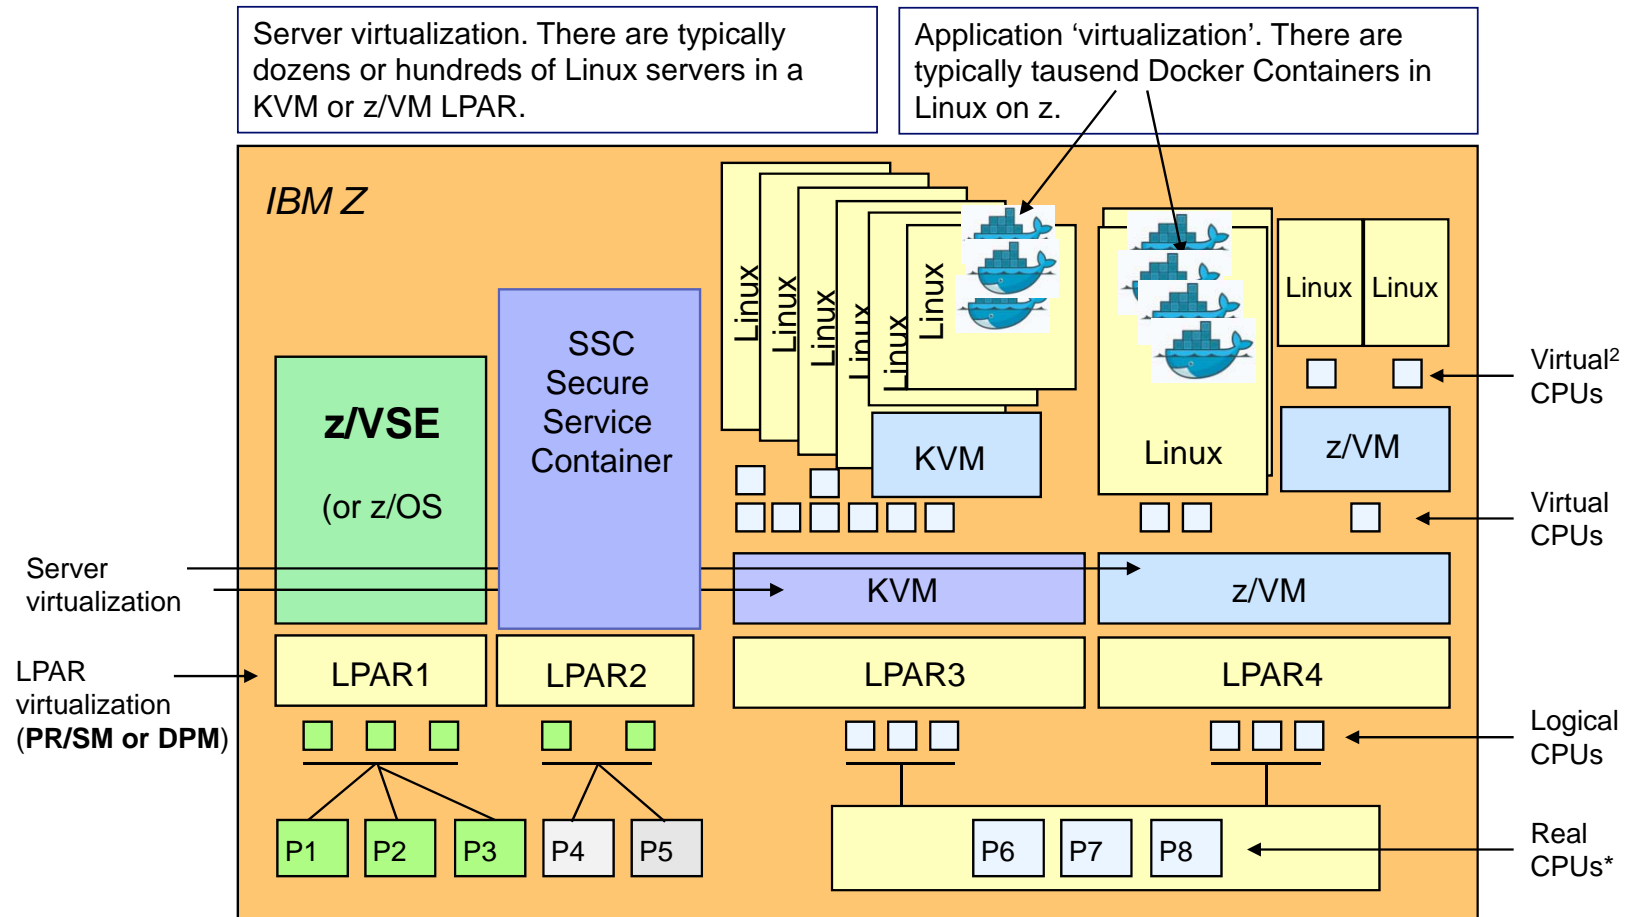 Server virtualization. There are typically
dozens or hundreds of Linux servers in a
KVM or z/VM LPAR.
Application ‘virtualization’. There are
typically tausend Docker Containers in
Linux on z.
IBM Z
Linux
Linux
Linux
Linux
Linux
Linux
Linux
Linux
Linux
SSC
Secure
Service
Container
z/VSE
(or z/OS
KVM
z/VM
Virtual²
CPUs
Virtual
CPUs
Server
virtualization
KVM
z/VM
LPAR
virtualization
(PR/SM or DPM)
LPAR1
LPAR2
LPAR3
LPAR4
Logical
CPUs
P1
P2
P3
P4
P5
P6
P7
P8
Real
CPUs*